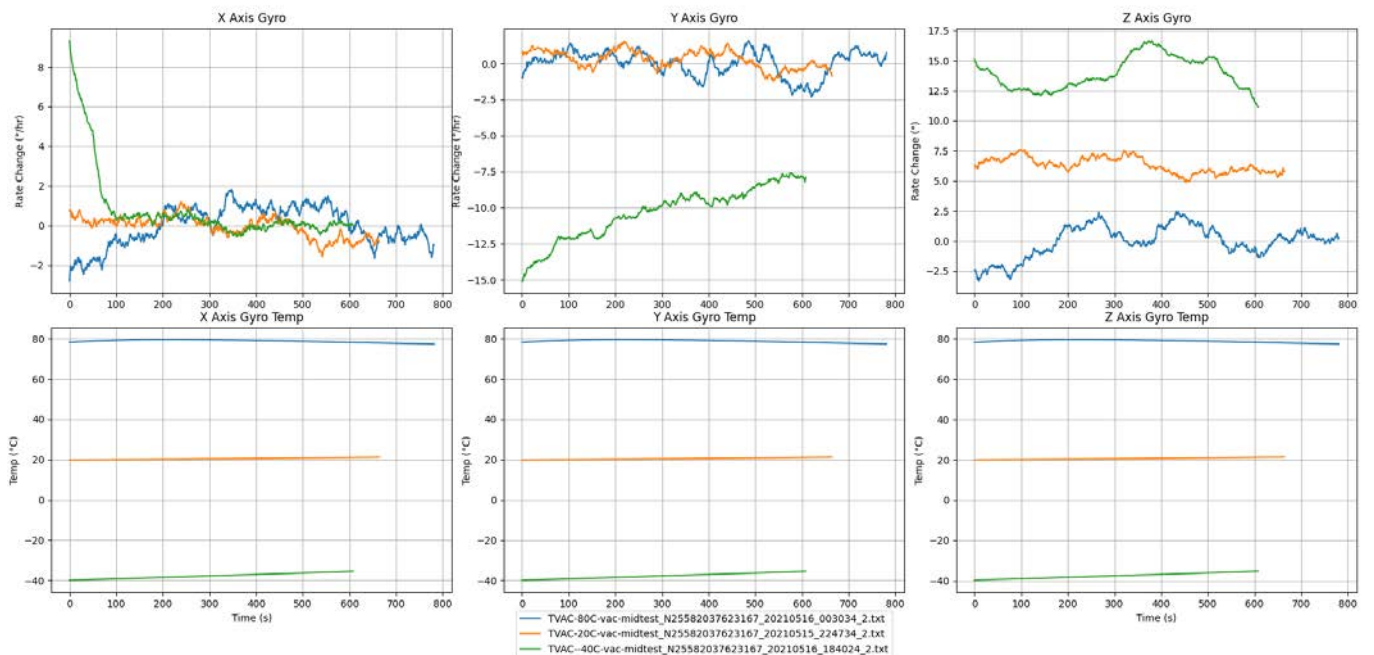 X Axis Gyro
Y Axis Gyro
Z Axis Gyro
Rate Change (°/hr)
8
6
4
2
0
−2
0 100 200 300 400 500 600 700 800
Rate Change (°/hr)
0.0
−2.5
−5.0
−7.5
−10.0
−12.5
−15.0
0 100 200 300 400 500 600 700 800
Rate Change (°)
17.5
15.0
12.5
10.0
7.5
5.0
2.5
0.0
−2.5
0 100 200 300 400 500 600 700 800
X Axis Gyro Temp
Y Axis Gyro Temp
Z Axis Gyro Temp
Temp (°C)
80
60
40
20
0
−20
−40
0 100 200 300 400 500 600 700 800
Time (s)
Temp (°C)
80
60
40
20
0
−20
−40
0 100 200 300 400 500 600 700 800
Temp (°C)
80
60
40
20
0
−20
−40
0 100 200 300 400 500 600 700 800
Time (s)
TVAC-80C-vac-midtest_N25582037623167_20210516_003034_2.txt
TVAC-20C-vac-midtest_N25582037623167_20210515_224734_2.txt
TVAC--40C-vac-midtest_N25582037623167_20210516_184024_2.txt